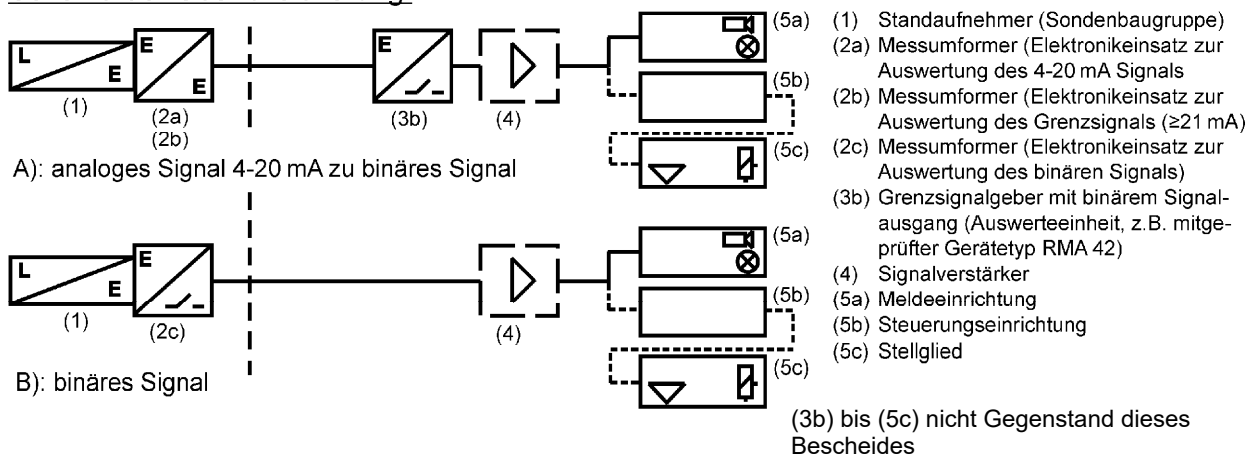 L
E
E
E
(1)
(2a)
(2b)
E
(3b)
(4)
(5a)
(5b)
(5c)
A): analoges Signal 4-20 mA zu binäres Signal
L
E
E
(1)
(2c)
(4)
(5a)
(5b)
(5c)
B): binäres Signal
(1) Standaufnehmer (Sondenbaugruppe)
(2a) Messumformer (Elektronikeinsatz zur
Auswertung des 4-20 mA Signals
(2b) Messumformer (Elektronikeinsatz zur
Auswertung des Grenzsignals (≥21 mA)
(2c) Messumformer (Elektronikeinsatz zur
Auswertung des binären Signals)
(3b) Grenzsignalgeber mit binärem Signal-
ausgang (Auswerteeinheit, z.B. mitge-
prüfter Gerätetyp RMA 42)
(4) Signalverstärker
(5a) Meldeeinrichtung
(5b) Steuerungseinrichtung
(5c) Stellglied
(3b) bis (5c) nicht Gegenstand dieses
Bescheides